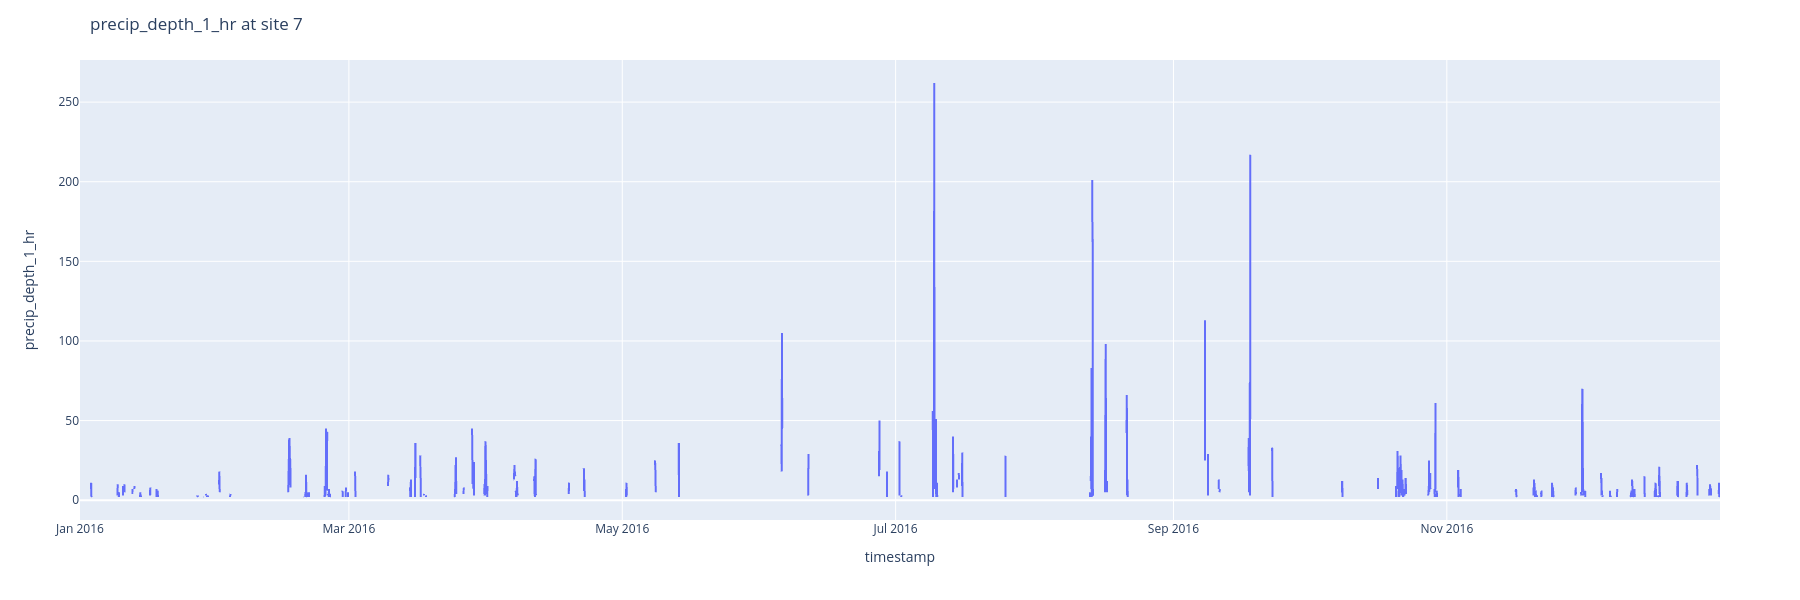 precip_depth_1_hr at site 7
precip_depth_1_hr
250
200
150
100
50
0
Jan 2016
Mar 2016
May 2016
Jul 2016
Sep 2016
Nov 2016
timestamp